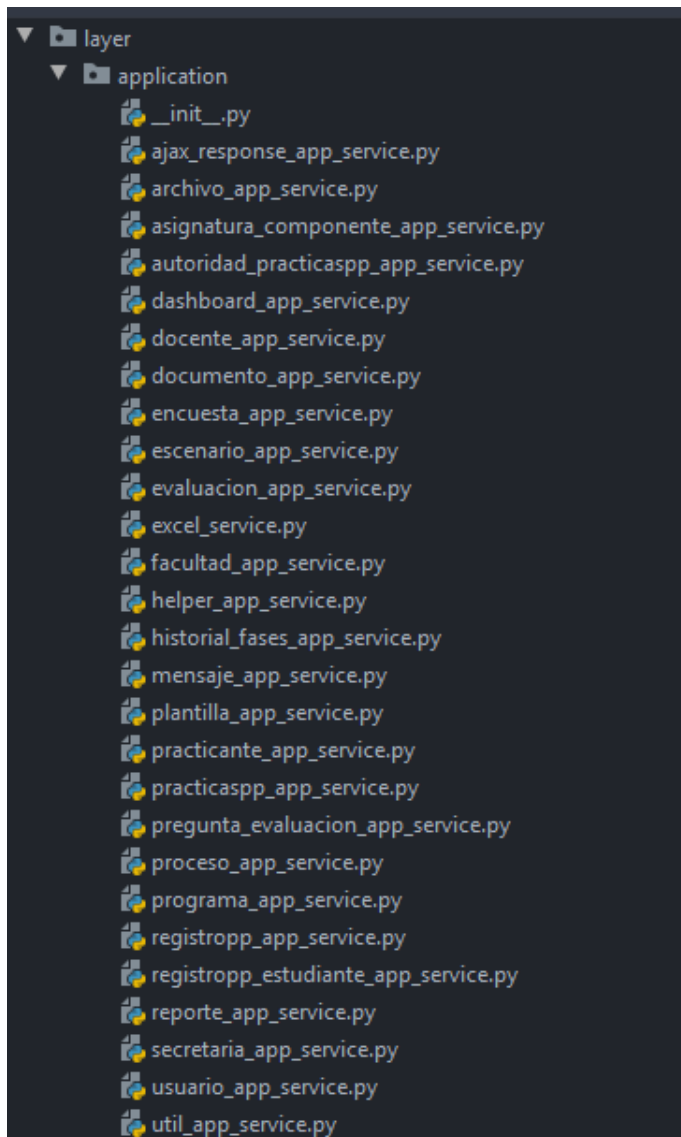 layer
application
__init__.py
ajax_response_app_service.py
archivo_app_service.py
asignatura_componente_app_service.py
autoridad_practicaspp_app_service.py
dashboard_app_service.py
docente_app_service.py
documento_app_service.py
encuesta_app_service.py
escenario_app_service.py
evaluacion_app_service.py
excel_service.py
facultad_app_service.py
helper_app_service.py
historial_fases_app_service.py
mensaje_app_service.py
plantilla_app_service.py
practicante_app_service.py
practicaspp_app_service.py
pregunta_evaluacion_app_service.py
proceso_app_service.py
programa_app_service.py
registropp_app_service.py
registropp_estudiante_app_service.py
reporte_app_service.py
secretaria_app_service.py
usuario_app_service.py
util_app_service.py